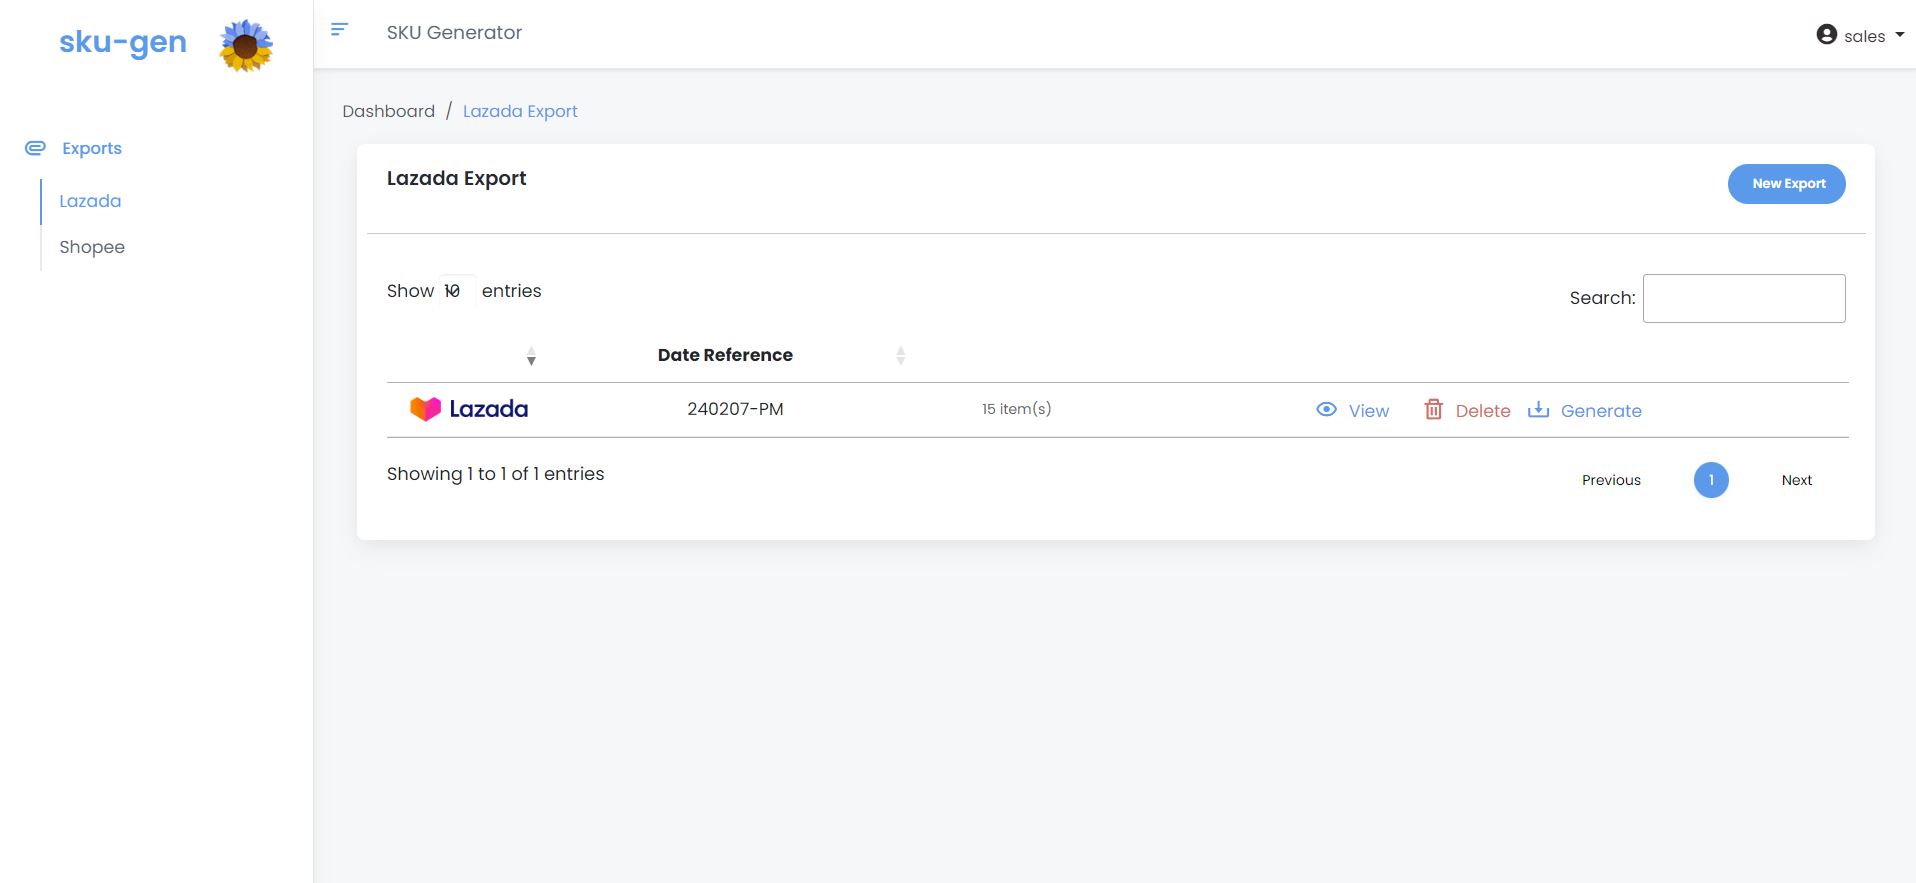 sku-gen
SKU Generator
sales
Exports
Lazada
Shopee
Dashboard / Lazada Export
Lazada Export
New Export
Show 10 entries
Search:
Date Reference
Lazada 240207-PM 15 item(s) View Delete Generate
Showing 1 to 1 of 1 entries
Previous 1 Next